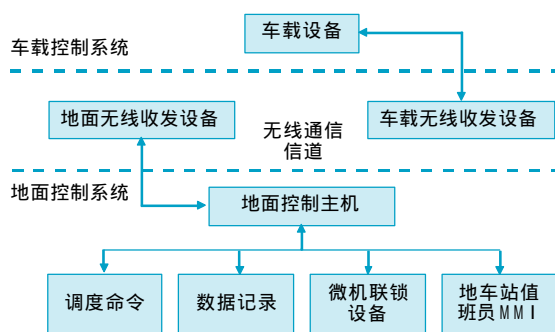 车载设备
车载控制系统
地面无线收发设备
无线通信
信道
车载无线收发设备
地面控制系统
地面控制主机
调度命令
数据记录
微机联锁
设备
地车站值
班员MMI